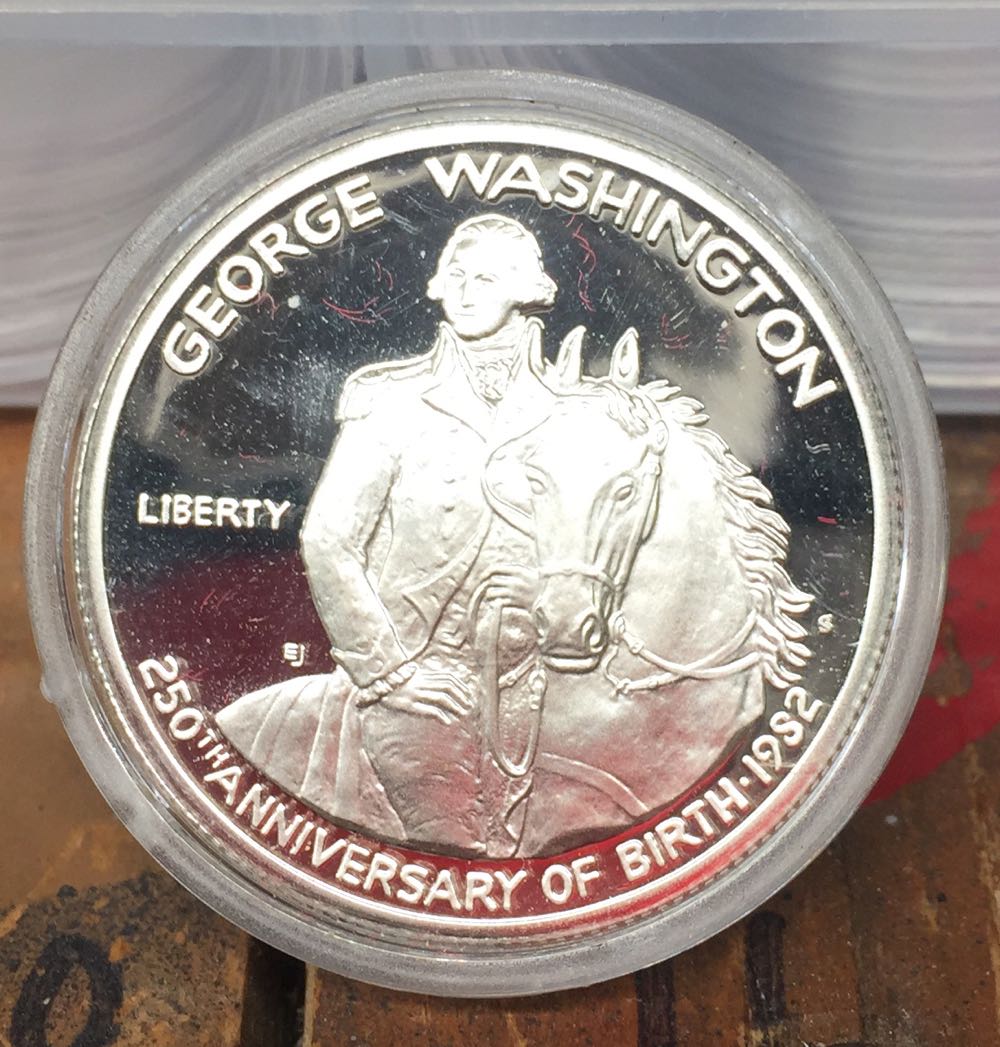 GEORGE WASHINGTON
LIBERTY
EJ
S
250TH ANNIVERSARY OF BIRTH·1982